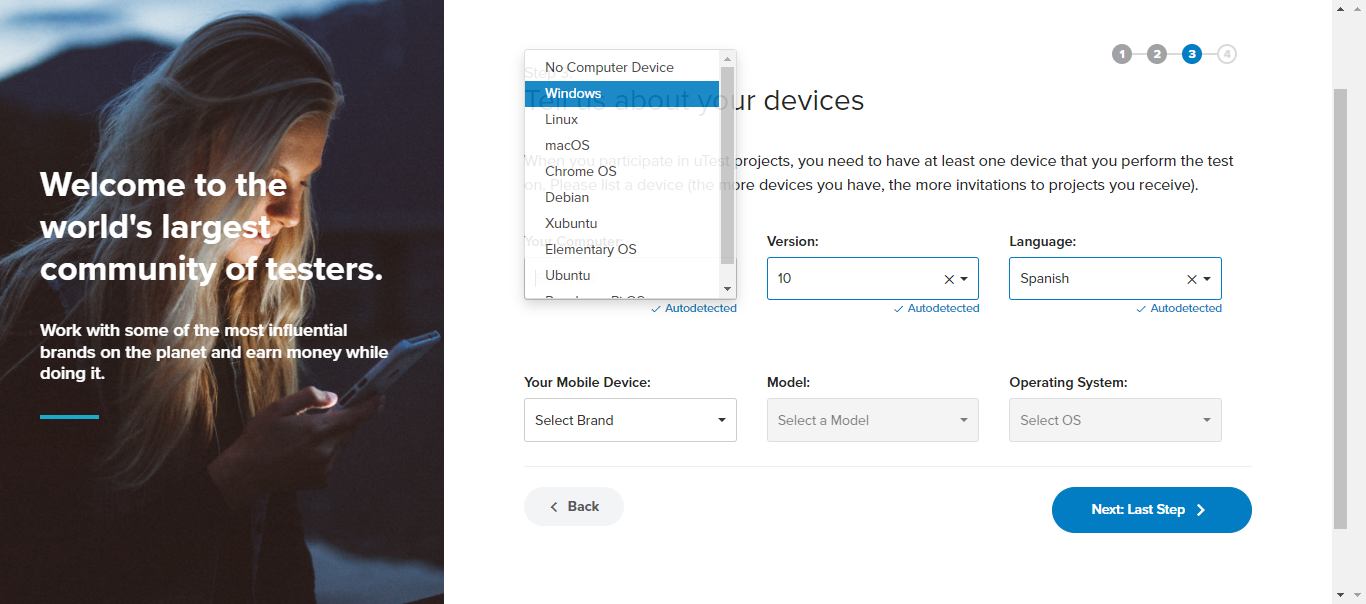 Welcome to the
world's largest
community of testers.
Work with some of the most influential
brands on the planet and earn money while
doing it.
1 2 3 4
Step 3:
Tell us about your devices
When you participate in uTest projects, you need to have at least one device that you perform the test
on. Please list a device (the more devices you have, the more invitations to projects you receive).
No Computer Device
Windows
Linux
macOS
Chrome OS
Debian
Xubuntu
Elementary OS
Ubuntu
Your Computer:
Version:
Language:
10
Spanish
Autodetected
Autodetected
Autodetected
Your Mobile Device:
Model:
Operating System:
Select Brand
Select a Model
Select OS
Back
Next: Last Step